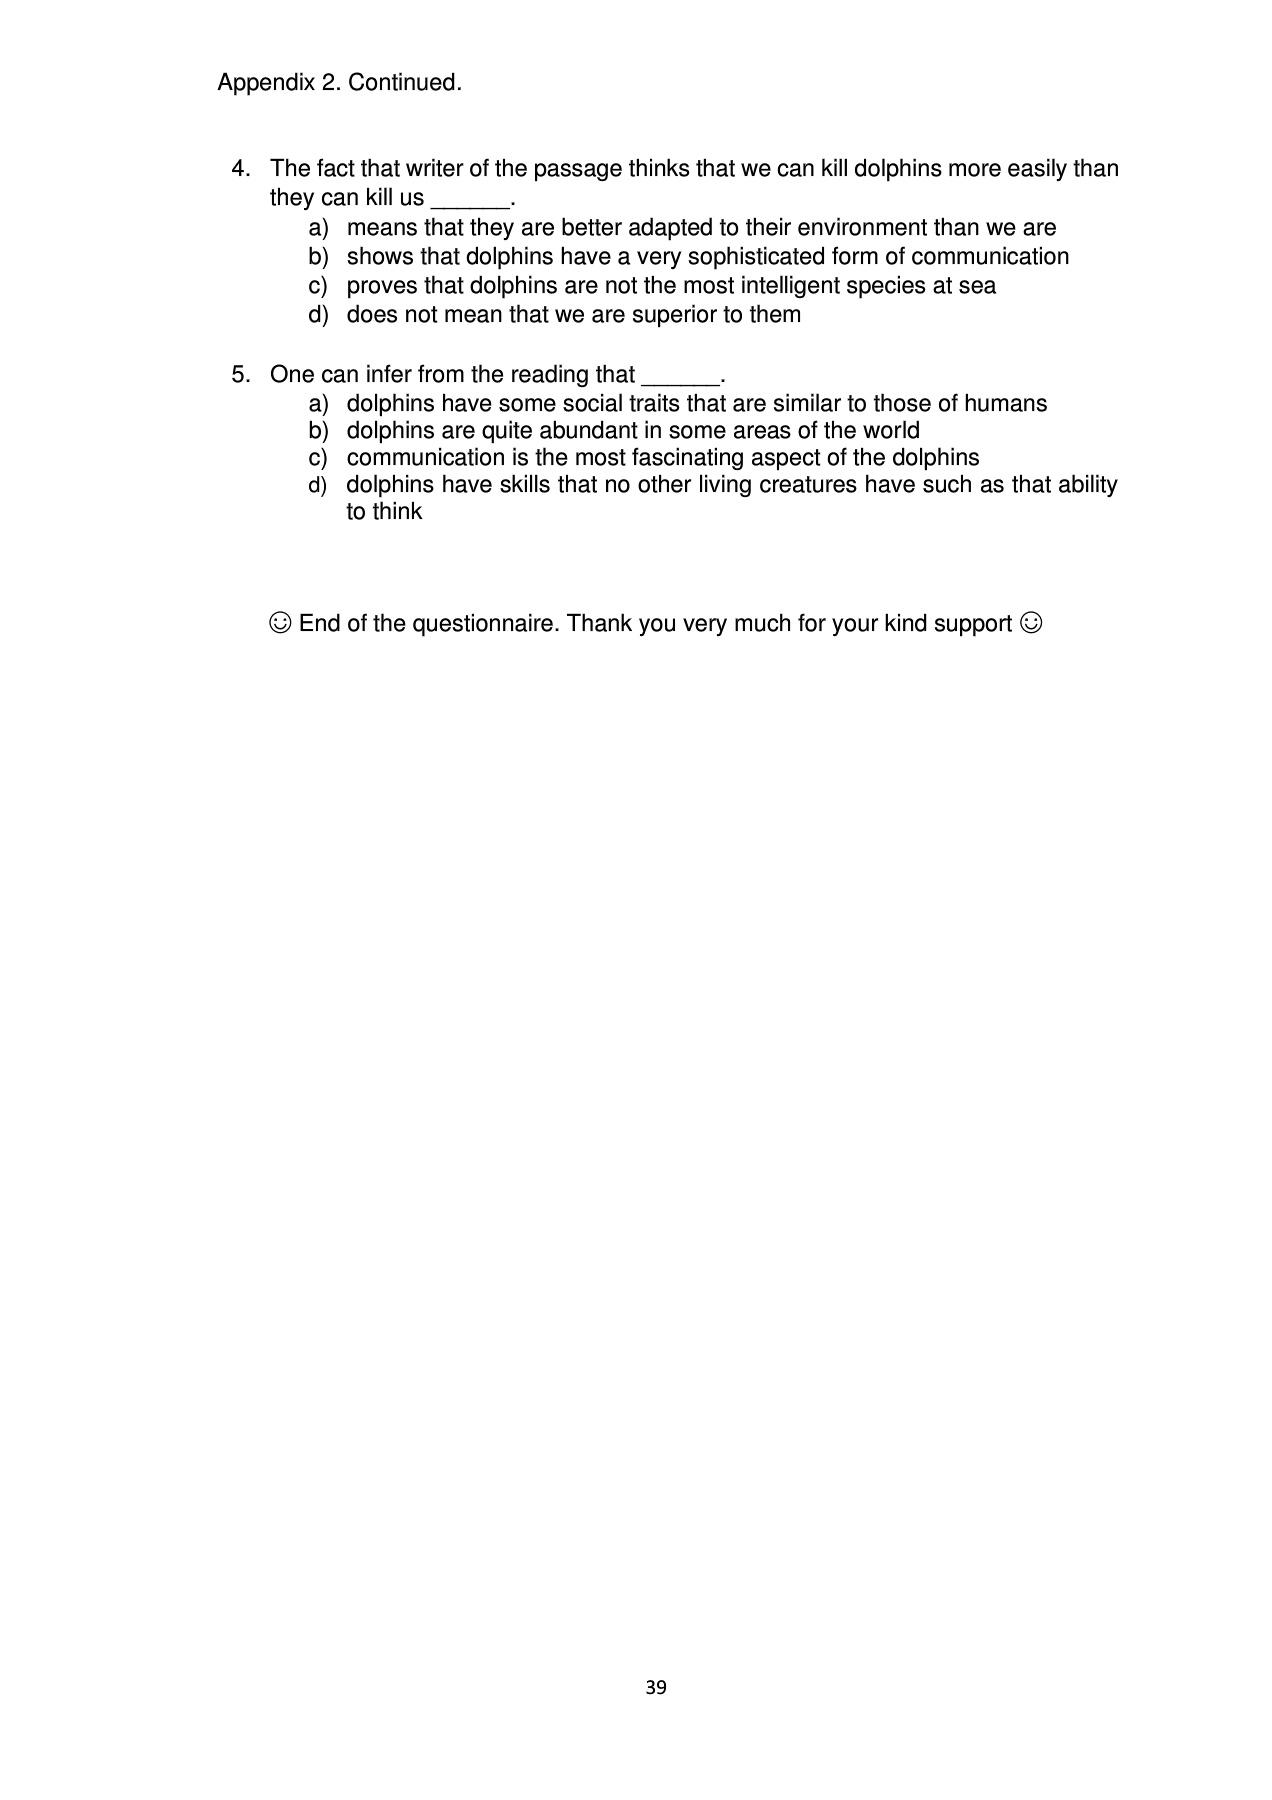 Appendix 2. Continued.
4. The fact that writer of the passage thinks that we can kill dolphins more easily than
they can kill us ______.
a) means that they are better adapted to their environment than we are
b) shows that dolphins have a very sophisticated form of communication
c) proves that dolphins are not the most intelligent species at sea
d) does not mean that we are superior to them
5. One can infer from the reading that ______.
a) dolphins have some social traits that are similar to those of humans
b) dolphins are quite abundant in some areas of the world
c) communication is the most fascinating aspect of the dolphins
d) dolphins have skills that no other living creatures have such as that ability
to think
☺ End of the questionnaire. Thank you very much for your kind support ☺
39